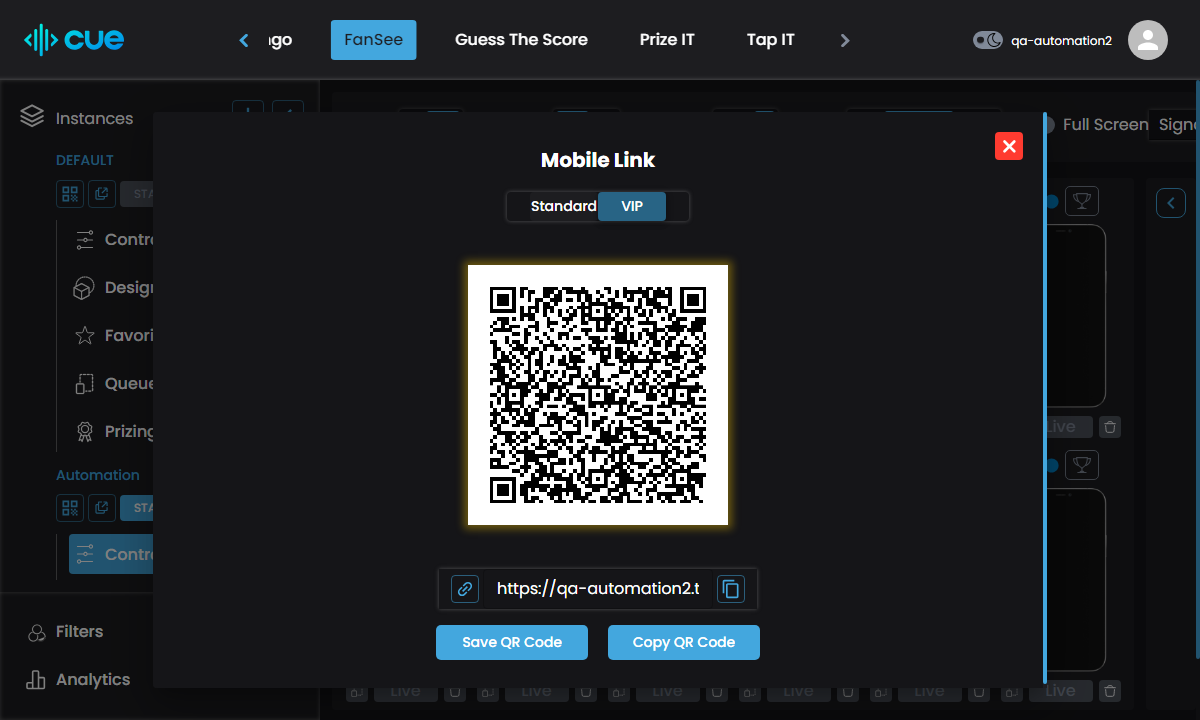 cue
ngo
FanSee
Guess The Score
Prize IT
Tap IT
qa-automation2
Instances
Full Screen
Sign
DEFAULT
STA
Contr
Desig
Favori
Queue
Prizing
Automation
STA
Contr
Filters
Analytics
Mobile Link
Standard
VIP
https://qa-automation2.t
Save QR Code
Copy QR Code
Live
Live
Live
Live
Live
Live
Live